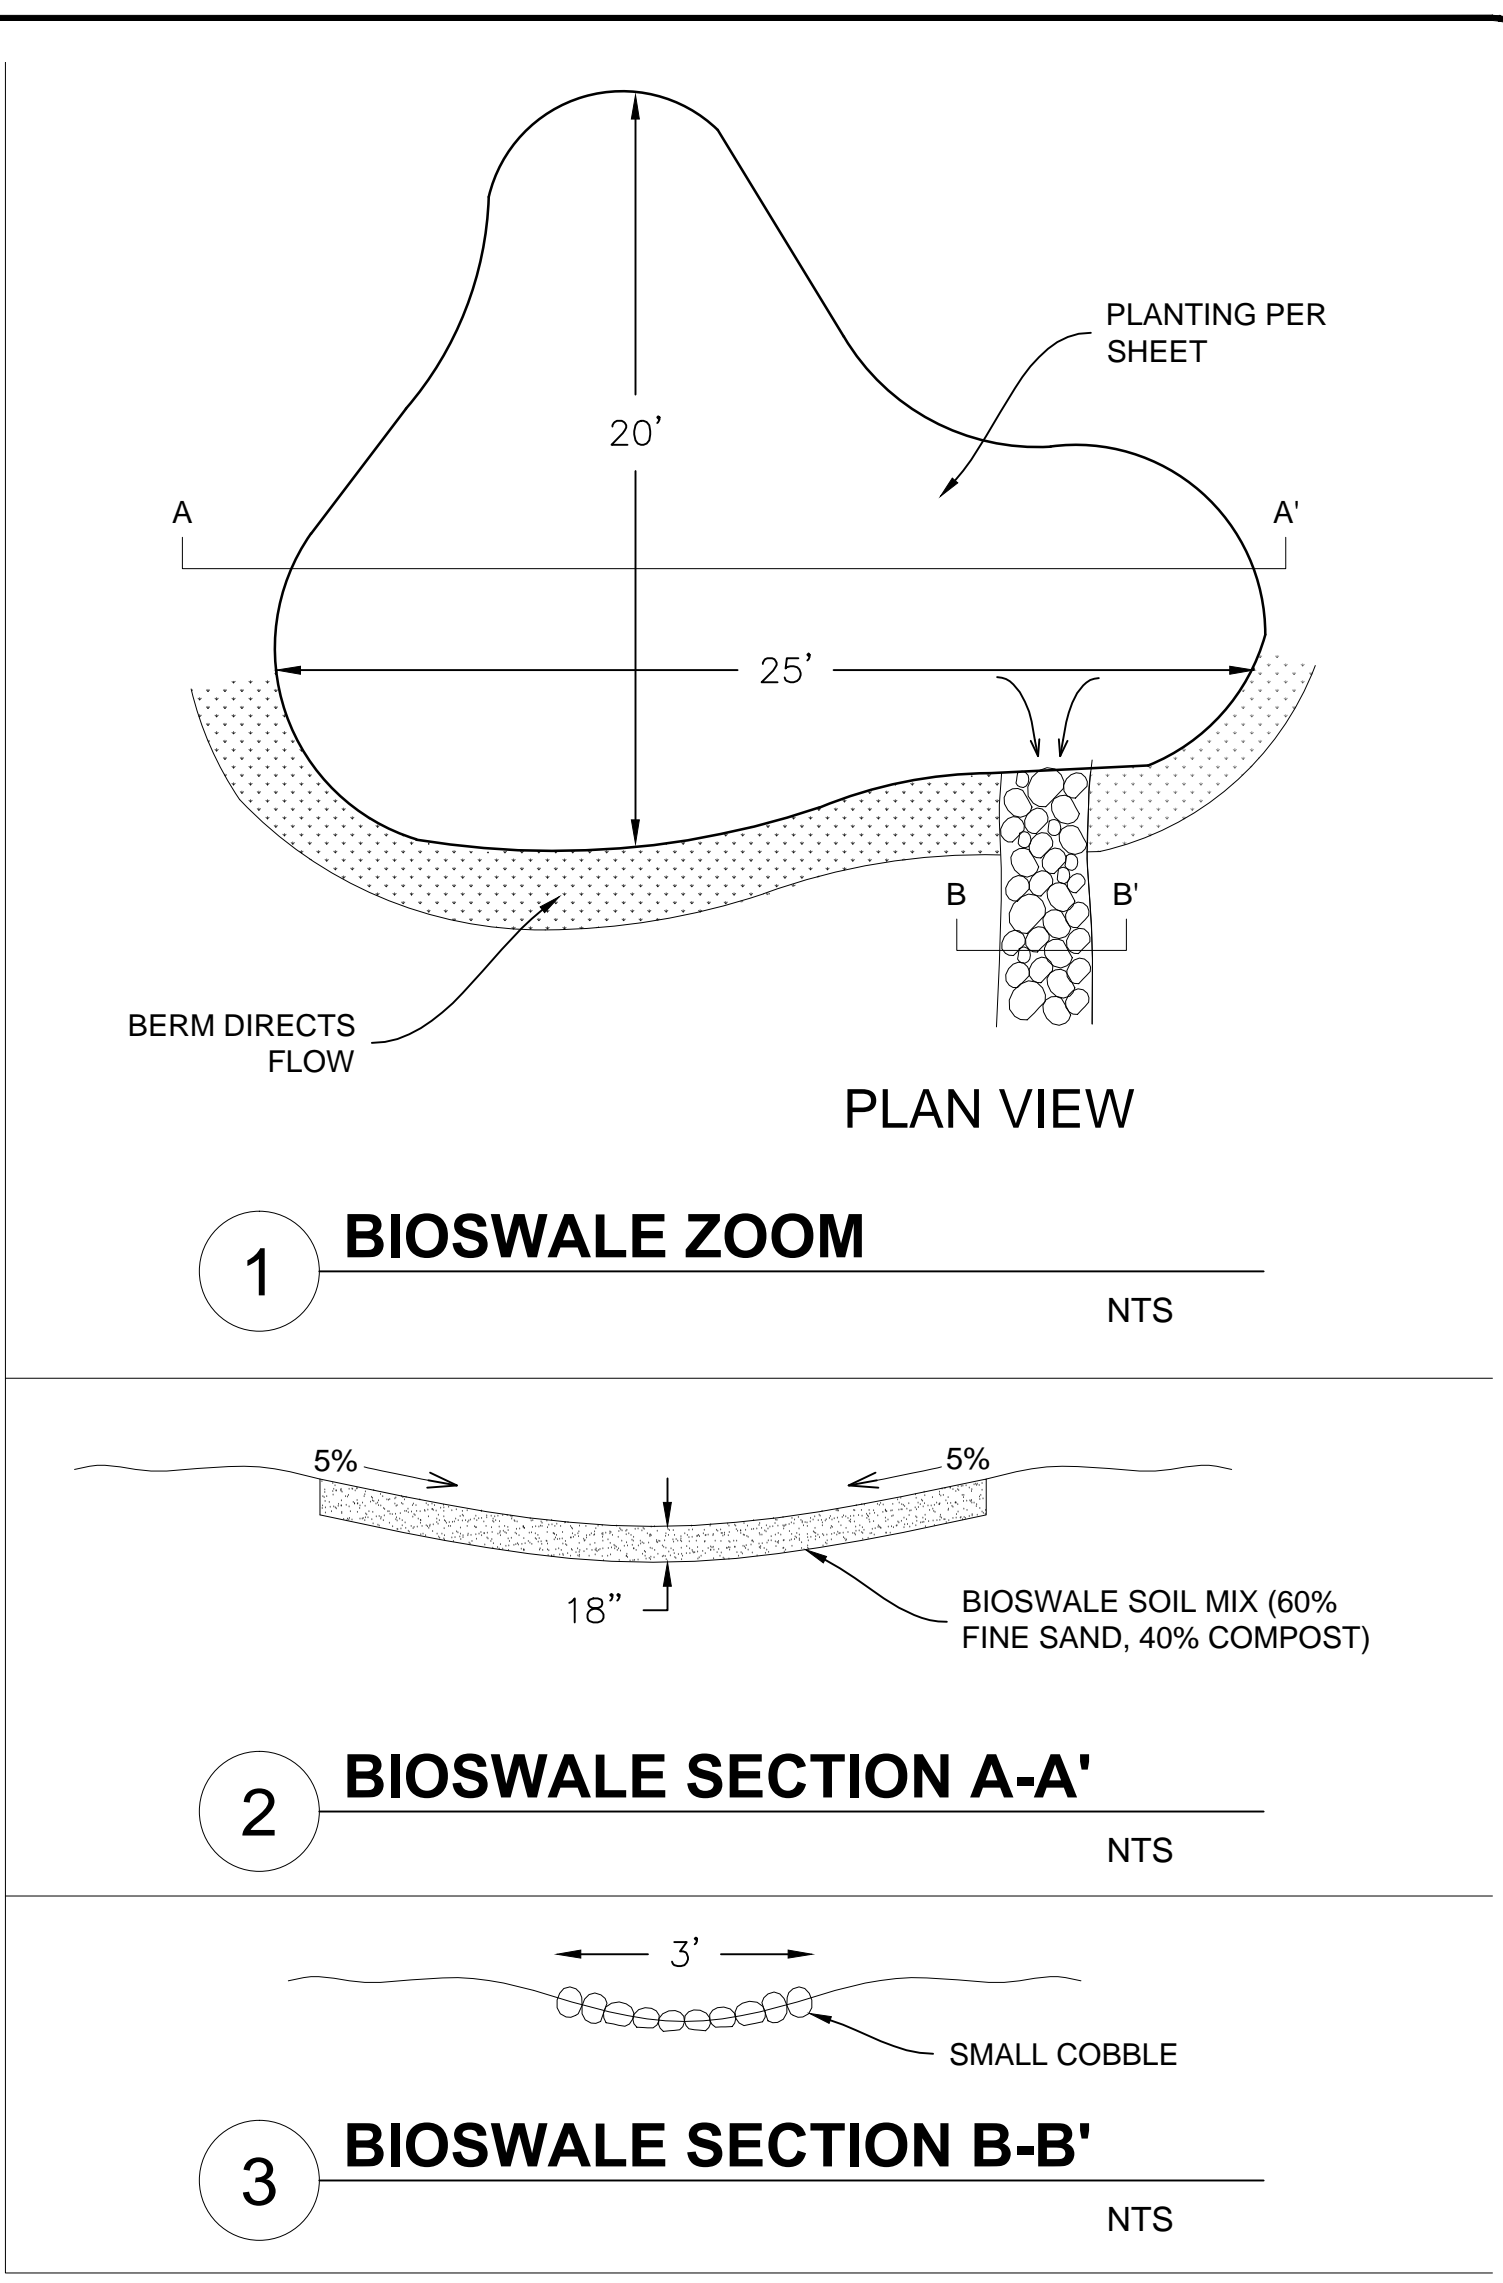 PLANTING PER
SHEET
20’
A
A'
25’
B
B'
BERM DIRECTS
FLOW
PLAN VIEW
1
BIOSWALE ZOOM
NTS
5%
5%
18”
BIOSWALE SOIL MIX (60%
FINE SAND, 40% COMPOST)
2
BIOSWALE SECTION A-A'
NTS
3’
SMALL COBBLE
3
BIOSWALE SECTION B-B'
NTS